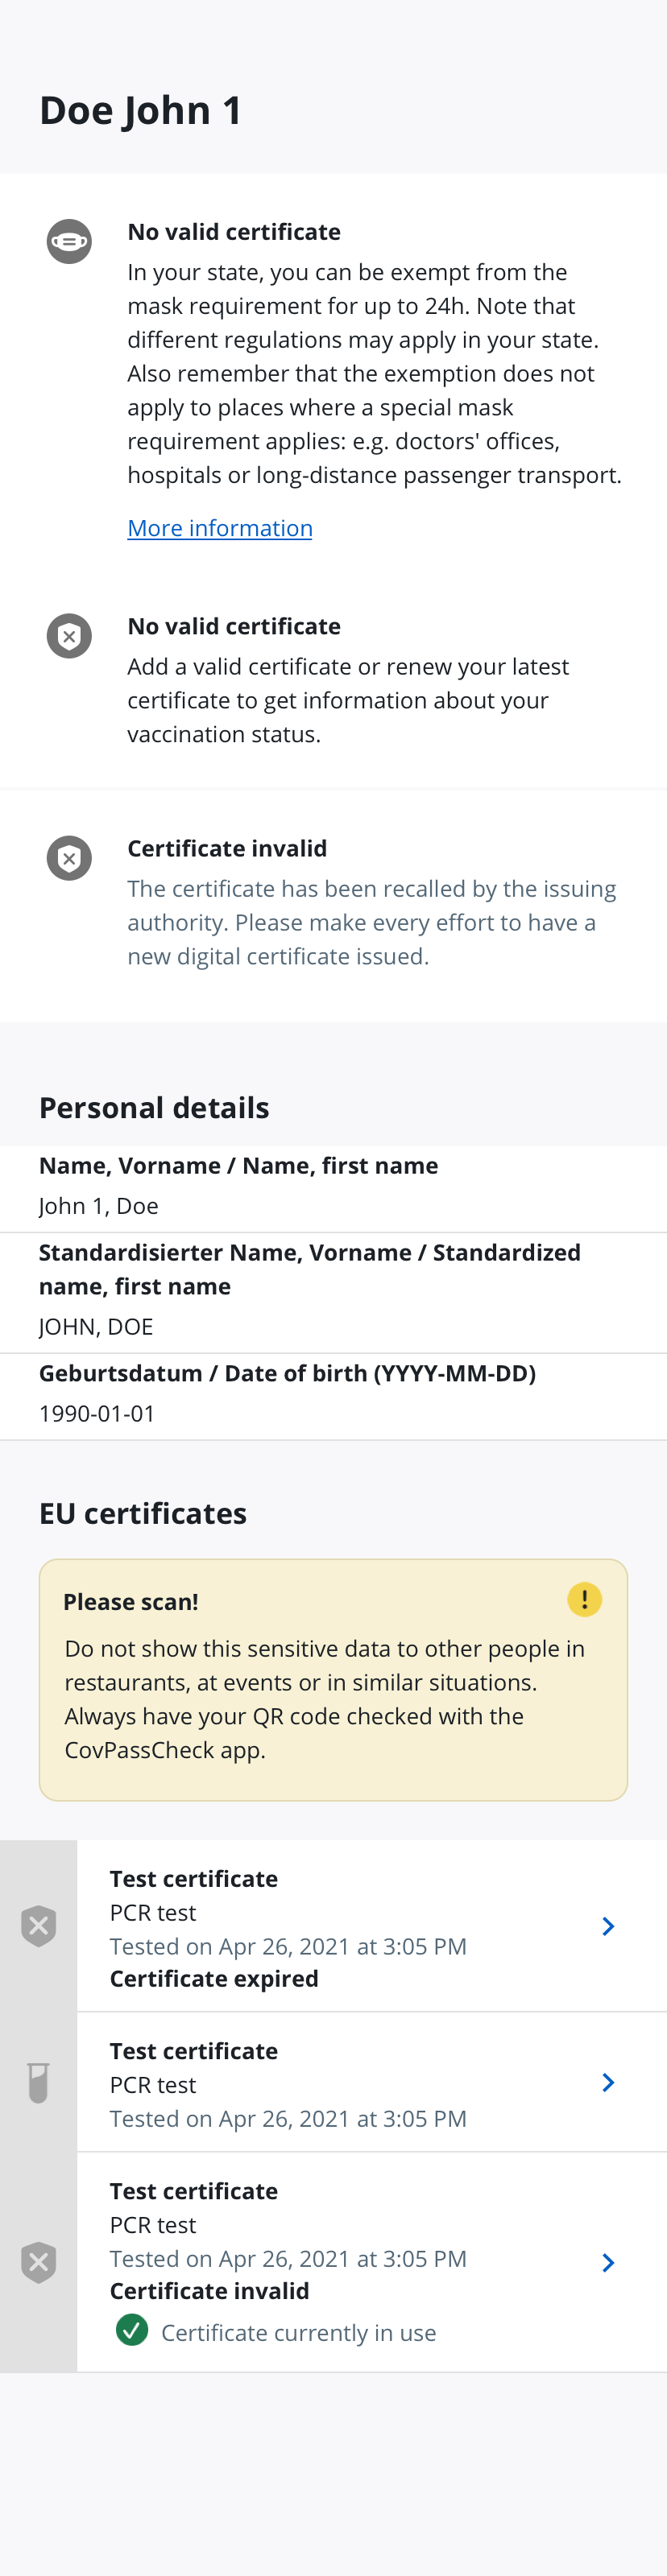 Doe John 1
No valid certificate
In your state, you can be exempt from the
mask requirement for up to 24h. Note that
different regulations may apply in your state.
Also remember that the exemption does not
apply to places where a special mask
requirement applies: e.g. doctors' offices,
hospitals or long-distance passenger transport.
More information
No valid certificate
Add a valid certificate or renew your latest
certificate to get information about your
vaccination status.
Certificate invalid
The certificate has been recalled by the issuing
authority. Please make every effort to have a
new digital certificate issued.
Personal details
Name, Vorname / Name, first name
John 1, Doe
Standardisierter Name, Vorname / Standardized
name, first name
JOHN, DOE
Geburtsdatum / Date of birth (YYYY-MM-DD)
1990-01-01
EU certificates
Please scan!
Do not show this sensitive data to other people in
restaurants, at events or in similar situations.
Always have your QR code checked with the
CovPassCheck app.
Test certificate
PCR test
Tested on Apr 26, 2021 at 3:05 PM
Certificate expired
Test certificate
PCR test
Tested on Apr 26, 2021 at 3:05 PM
Test certificate
PCR test
Tested on Apr 26, 2021 at 3:05 PM
Certificate invalid
Certificate currently in use